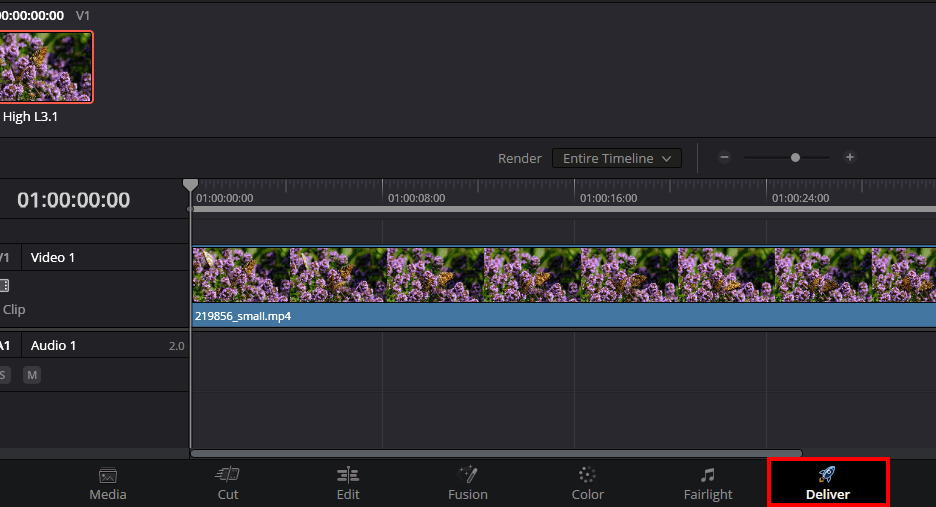 00:00:00:00 V1
High L3.1
Render Entire Timeline
01:00:00:00
01:00:00:00 01:00:08:00 01:00:16:00 01:00:24:00
V1 Video 1
Clip
219856_small.mp4
A1 Audio 1 2.0
S M
Media Cut Edit Fusion Color Fairlight Deliver